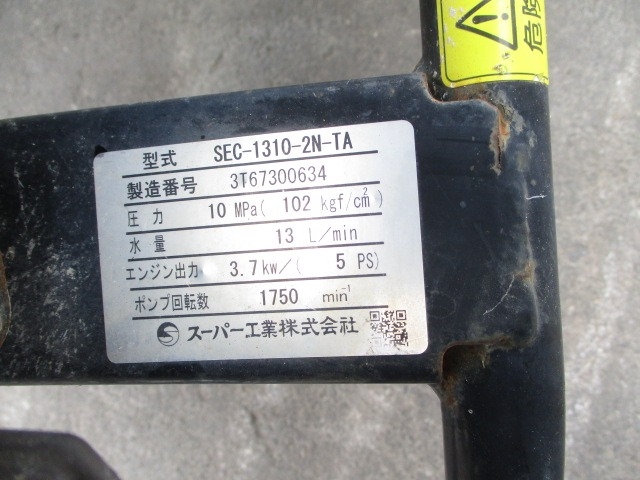 危険
型式 SEC-1310-2N-TA
製造番号 3T67300634
圧力 10 MPa( 102 kgf/cm²)
水量 13 L/min
エンジン出力 3.7kw/( 5 PS)
ポンプ回転数 1750 min⁻¹
スーパー工業株式会社